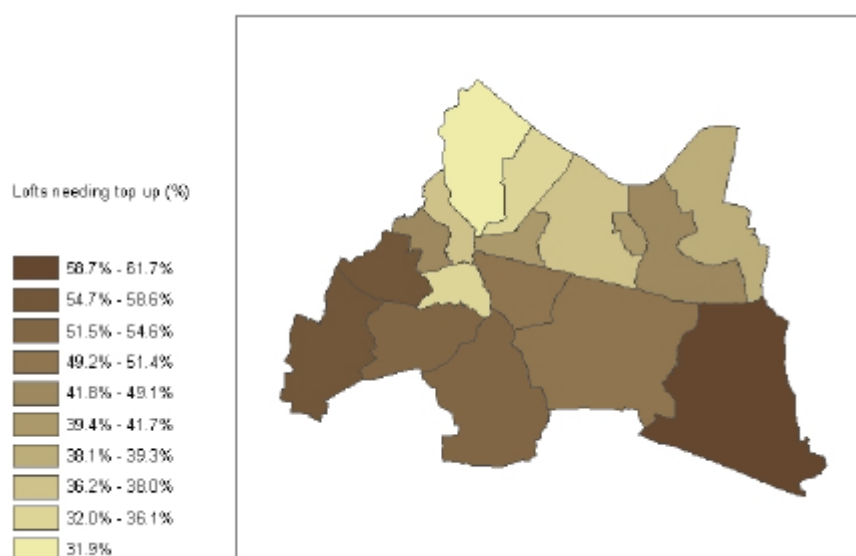 Lofts needing top up (%)
58.7% - 61.7%
54.7% - 58.6%
51.5% - 54.6%
49.2% - 51.4%
41.8% - 49.1%
39.4% - 41.7%
38.1% - 39.3%
36.2% - 38.0%
32.0% - 36.1%
31.9%